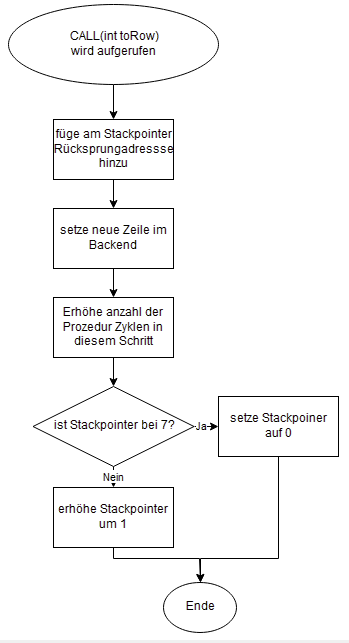 CALL(int toRow)
wird aufgerufen
füge am Stackpointer
Rücksprungadressse
hinzu
setze neue Zeile im
Backend
Erhöhe anzahl der
Prozedur Zyklen in
diesem Schritt
ist Stackpointer bei 7?
Ja
setze Stackpoiner
auf 0
Nein
erhöhe Stackpointer
um 1
Ende